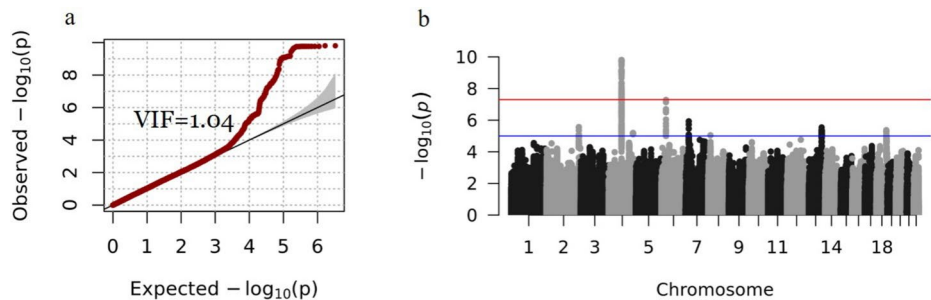 a
Observed −log₁₀(p)
8
6
4
2
0
VIF=1.04
0 1 2 3 4 5 6
Expected −log₁₀(p)
b
−log₁₀(p)
10
8
6
4
2
0
1 2 3 5 7 9 11 14 18
Chromosome